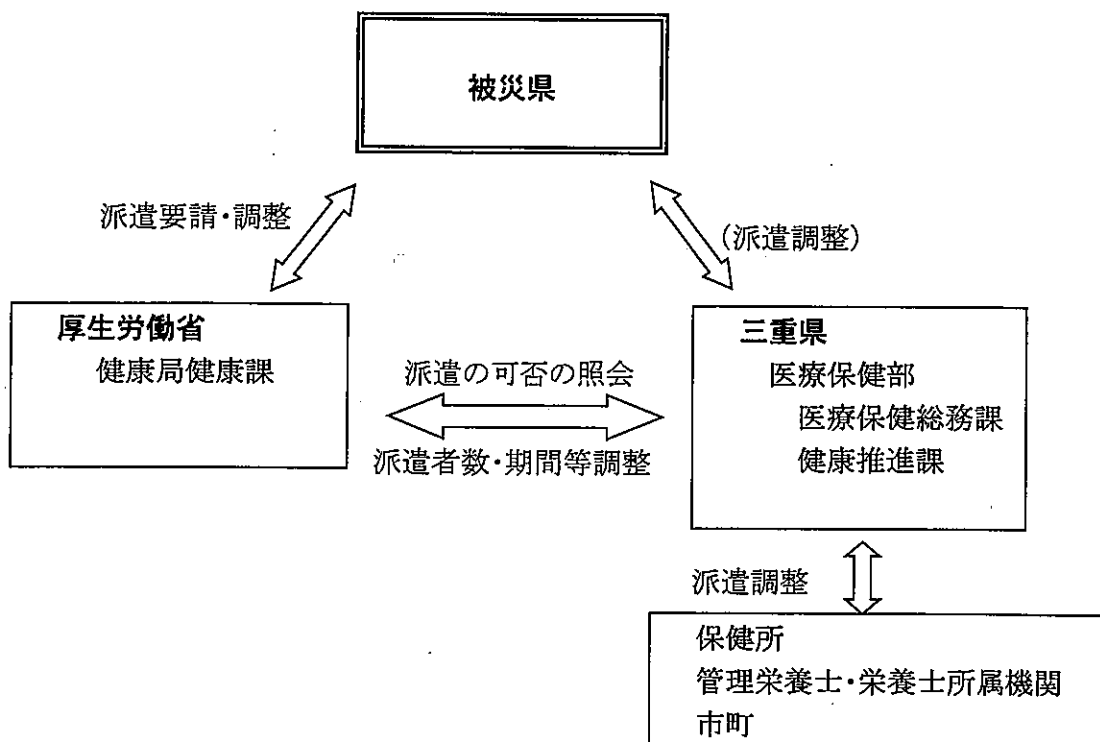 被災県
派遣要請・調整
(派遣調整)
厚生労働省
健康局健康課
派遣の可否の照会
派遣者数・期間等調整
三重県
医療保健部
医療保健総務課
健康推進課
派遣調整
保健所
管理栄養士・栄養士所属機関
市町